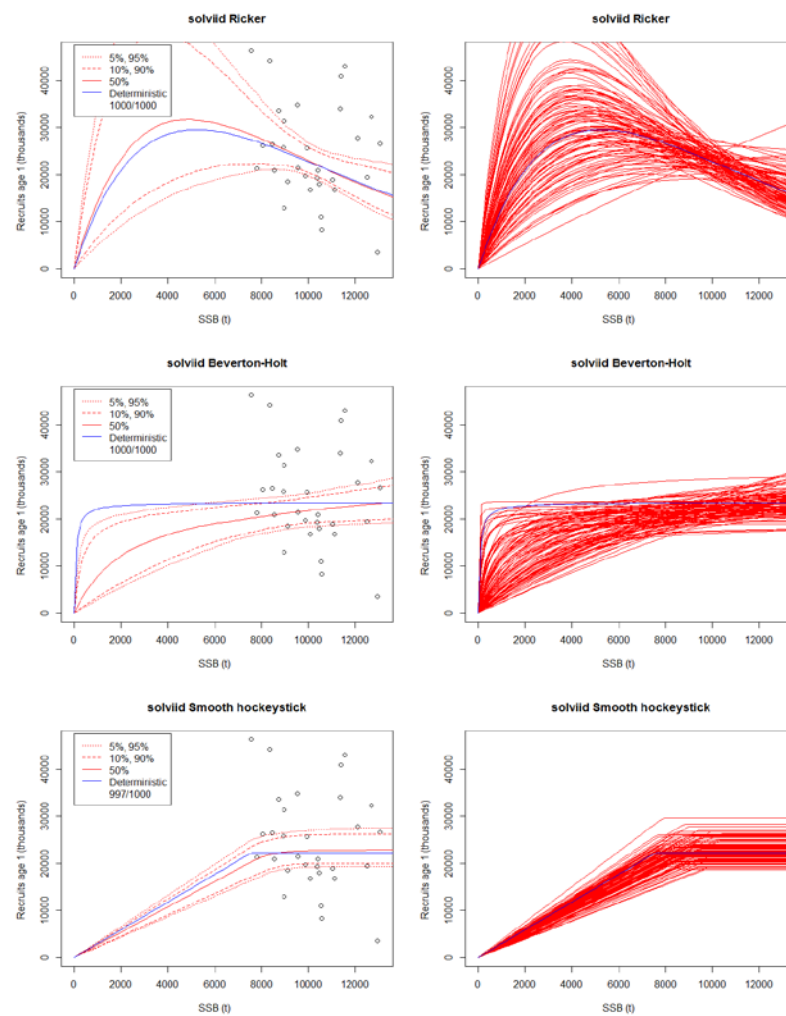 solviid Ricker
solviid Ricker
5%, 95%
10%, 90%
50%
Deterministic
1000/1000
Recruits age 1 (thousands)
0 10000 20000 30000 40000
0 2000 4000 6000 8000 10000 12000
SSB (t)
Recruits age 1 (thousands)
0 10000 20000 30000 40000
0 2000 4000 6000 8000 10000 12000
SSB (t)
solviid Beverton-Holt
solviid Beverton-Holt
5%, 95%
10%, 90%
50%
Deterministic
1000/1000
Recruits age 1 (thousands)
0 10000 20000 30000 40000
0 2000 4000 6000 8000 10000 12000
SSB (t)
Recruits age 1 (thousands)
0 10000 20000 30000 40000
0 2000 4000 6000 8000 10000 12000
SSB (t)
solviid Smooth hockeystick
solviid Smooth hockeystick
5%, 95%
10%, 90%
50%
Deterministic
997/1000
Recruits age 1 (thousands)
0 10000 20000 30000 40000
0 2000 4000 6000 8000 10000 12000
SSB (t)
Recruits age 1 (thousands)
0 10000 20000 30000 40000
0 2000 4000 6000 8000 10000 12000
SSB (t)